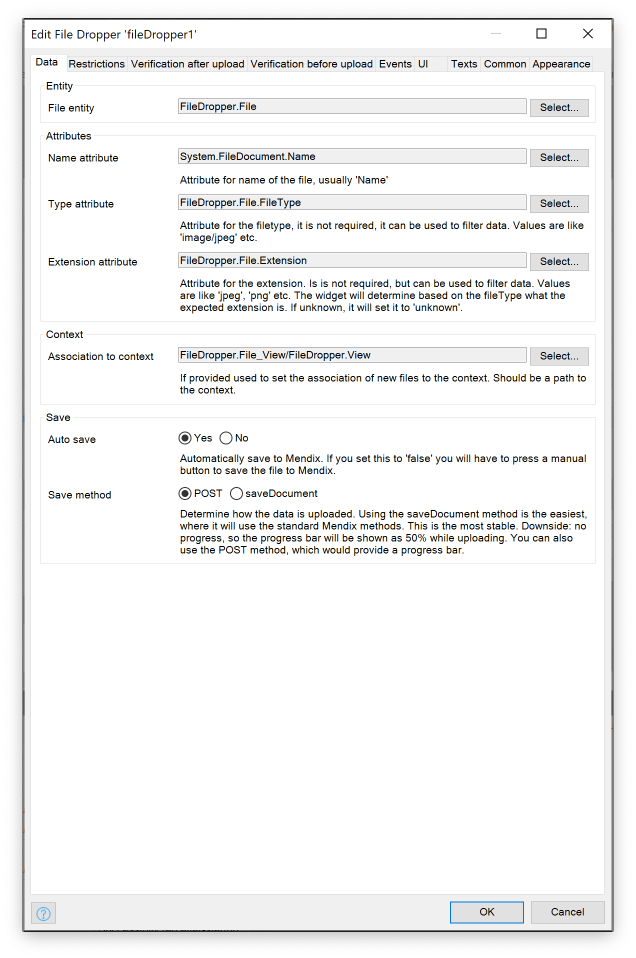 Edit File Dropper 'fileDropper1'
Data Restrictions Verification after upload Verification before upload Events UI Texts Common Appearance
Entity
File entity FileDropper.File Select...
Attributes
Name attribute System.FileDocument.Name Select...
Attribute for name of the file, usually 'Name'
Type attribute FileDropper.File.FileType Select...
Attribute for the filetype, it is not required, it can be used to filter data. Values are like
'image/jpeg' etc.
Extension attribute FileDropper.File.Extension Select...
Attribute for the extension. Is is not required, but can be used to filter data. Values
are like 'jpeg', 'png' etc. The widget will determine based on the fileType what the
expected extension is. If unknown, it will set it to 'unknown'.
Context
Association to context FileDropper.File_View/FileDropper.View Select...
If provided used to set the association of new files to the context. Should be a path to
the context.
Save
Auto save Yes No
Automatically save to Mendix. If you set this to 'false' you will have to press a manual
button to save the file to Mendix.
Save method POST saveDocument
Determine how the data is uploaded. Using the saveDocument method is the easiest,
where it will use the standard Mendix methods. This is the most stable. Downside: no
progress, so the progress bar will be shown as 50% while uploading. You can also
use the POST method, which would provide a progress bar.
? OK Cancel